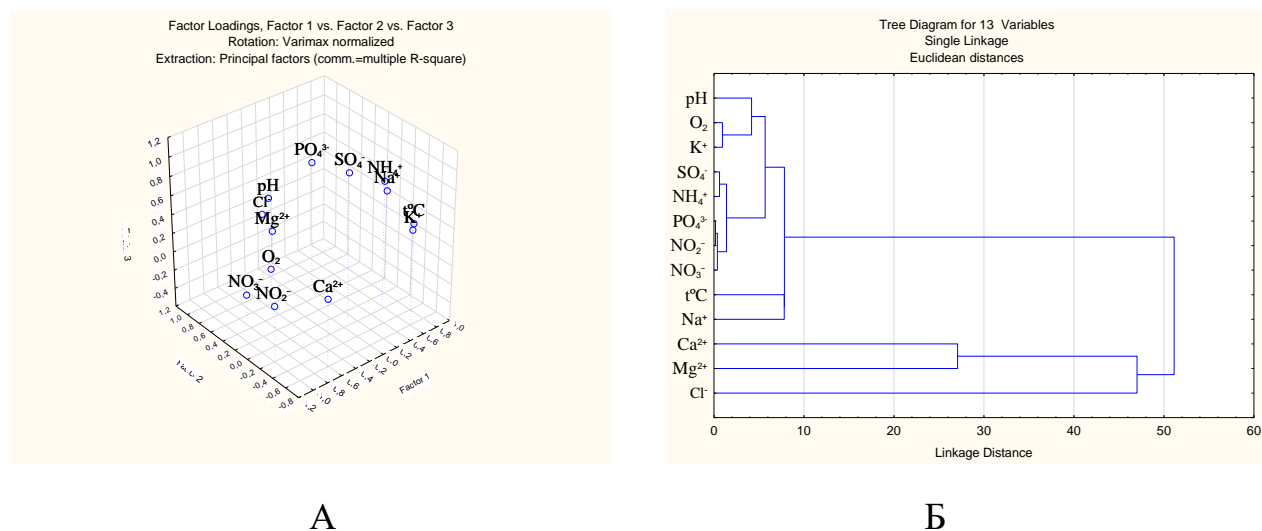 Factor Loadings, Factor 1 vs. Factor 2 vs. Factor 3
Rotation: Varimax normalized
Extraction: Principal factors (comm.=multiple R-square)
PO₄³⁻
SO₄⁻
NH₄⁺
Na⁺
pH
Cl⁻
Mg²⁺
t°C
K⁺
O₂
NO₃⁻
NO₂⁻
Ca²⁺
1,2
1,0
0,8
0,6
0,4
0,2
0,0
-0,2
-0,4
3
1,2
1,0
0,8
0,6
0,4
0,2
0,0
-0,2
-0,4
-0,6
-0,8
2
Factor 1
А
Tree Diagram for 13 Variables
Single Linkage
Euclidean distances
pH
O₂
K⁺
SO₄⁻
NH₄⁺
PO₄³⁻
NO₂⁻
NO₃⁻
t°C
Na⁺
Ca²⁺
Mg²⁺
Cl⁻
0 10 20 30 40 50 60
Linkage Distance
Б